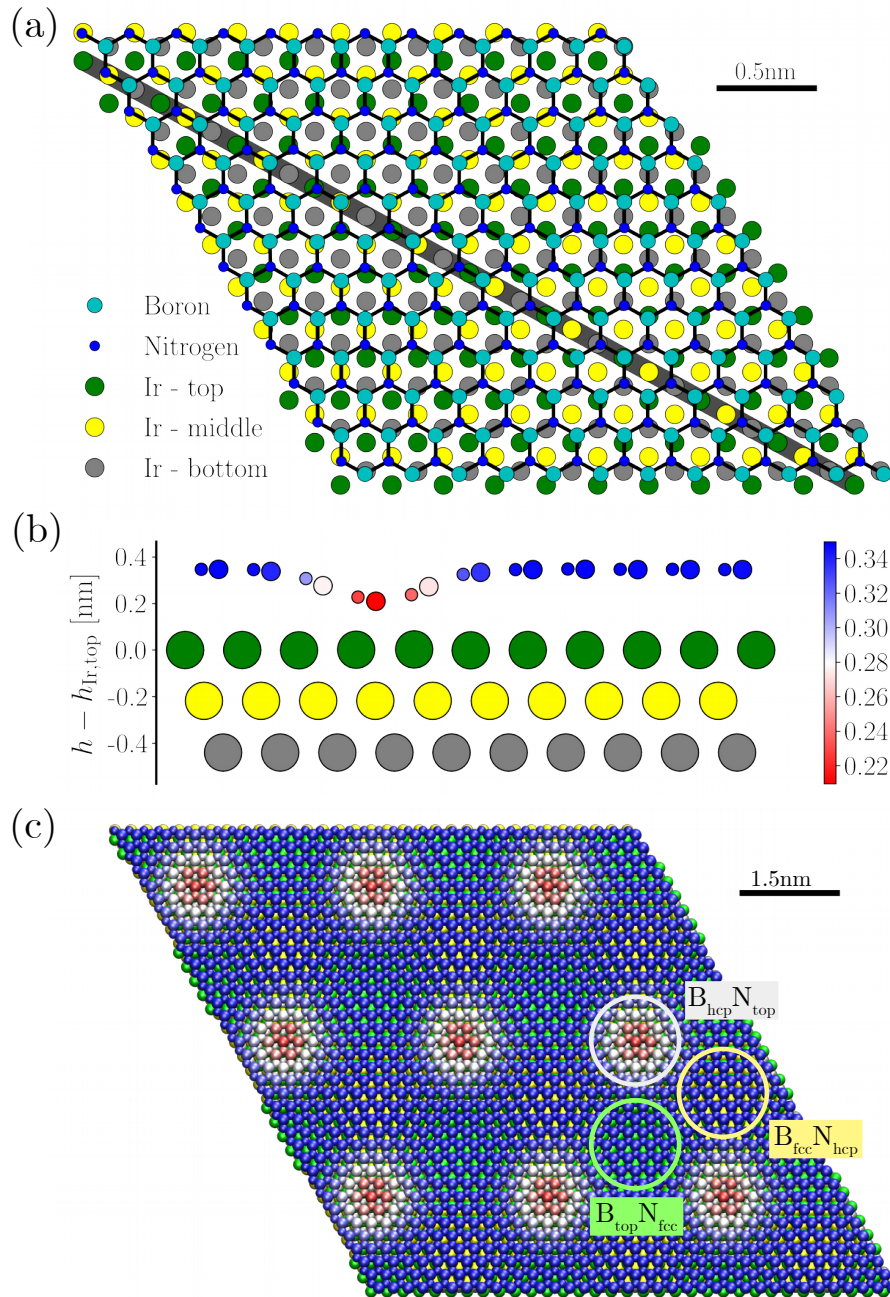 (a)
0.5nm
Boron
Nitrogen
Ir - top
Ir - middle
Ir - bottom
(b)
h − h_Ir,top [nm]
0.4
0.2
0.0
-0.2
-0.4
0.34
0.32
0.30
0.28
0.26
0.24
0.22
(c)
1.5nm
B_hcp N_top
B_fcc N_hcp
B_top N_fcc